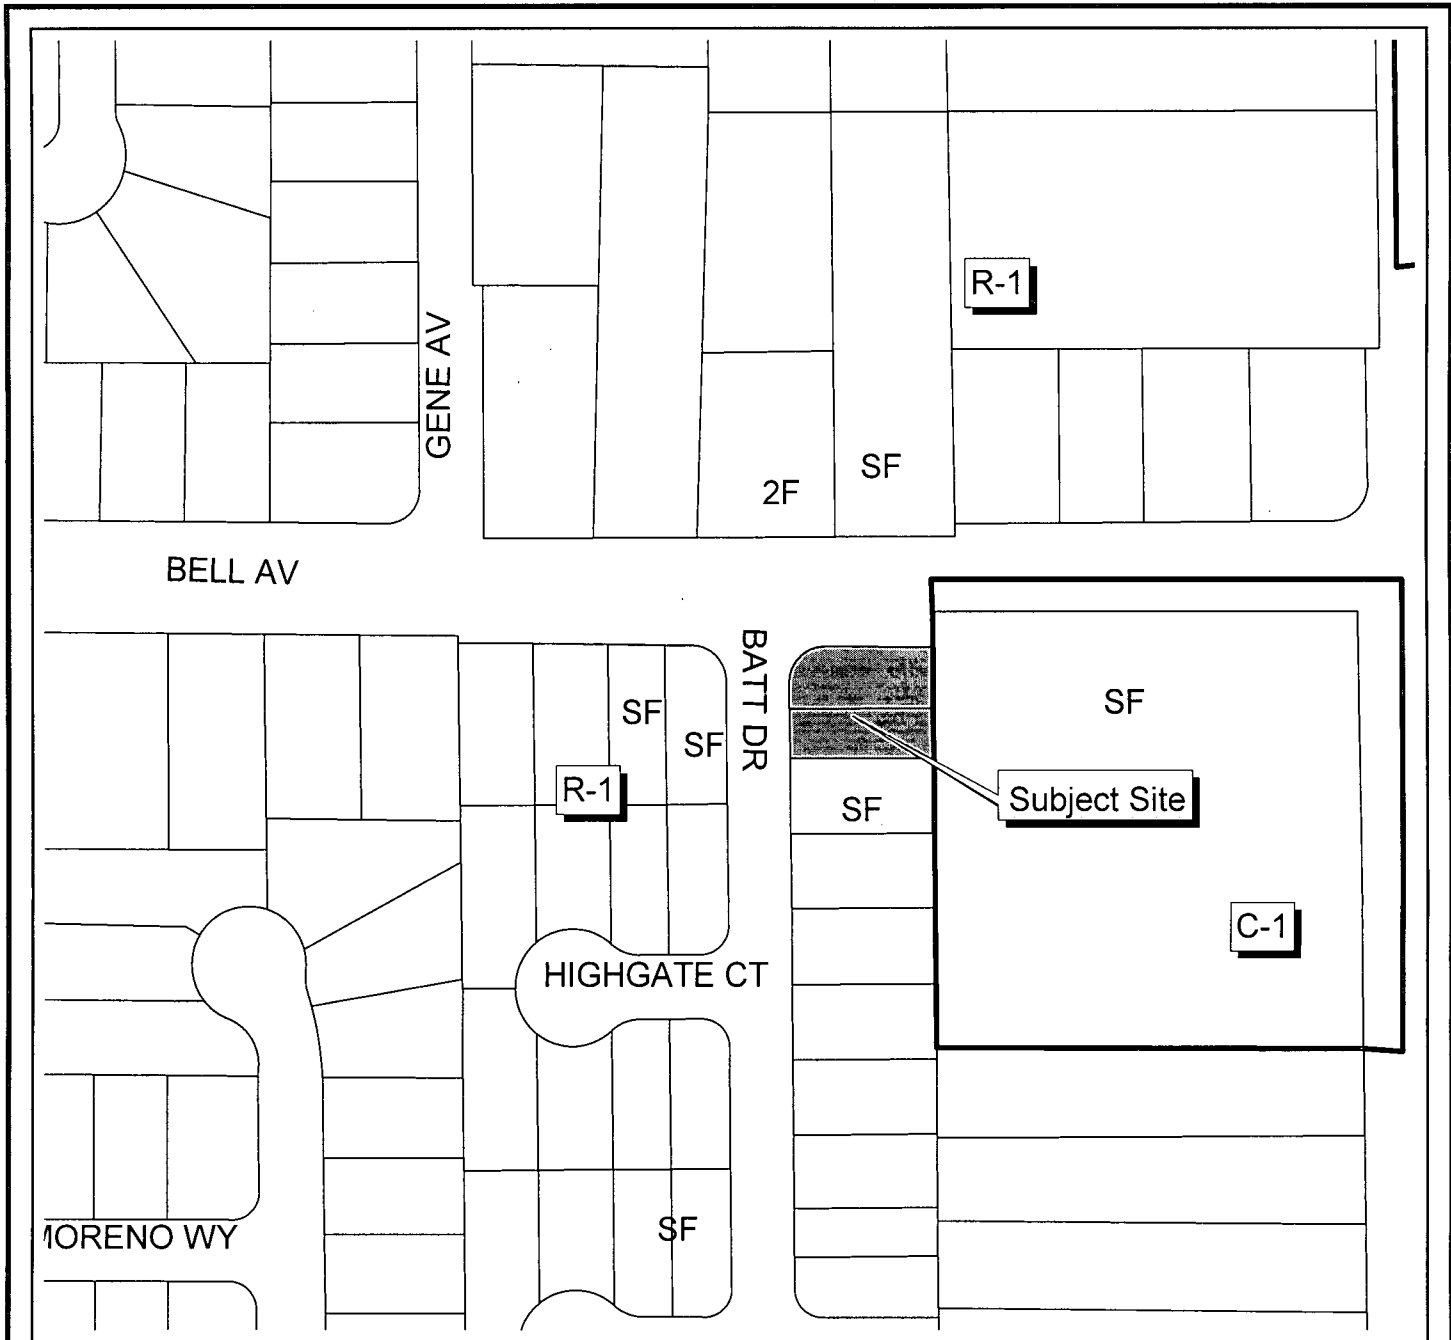 R-1
GENE AV
SF
2F
BELL AV
BATT DR
SF
SF
SF
R-1
Subject Site
SF
C-1
HIGHGATE CT
SF
MORENO WY